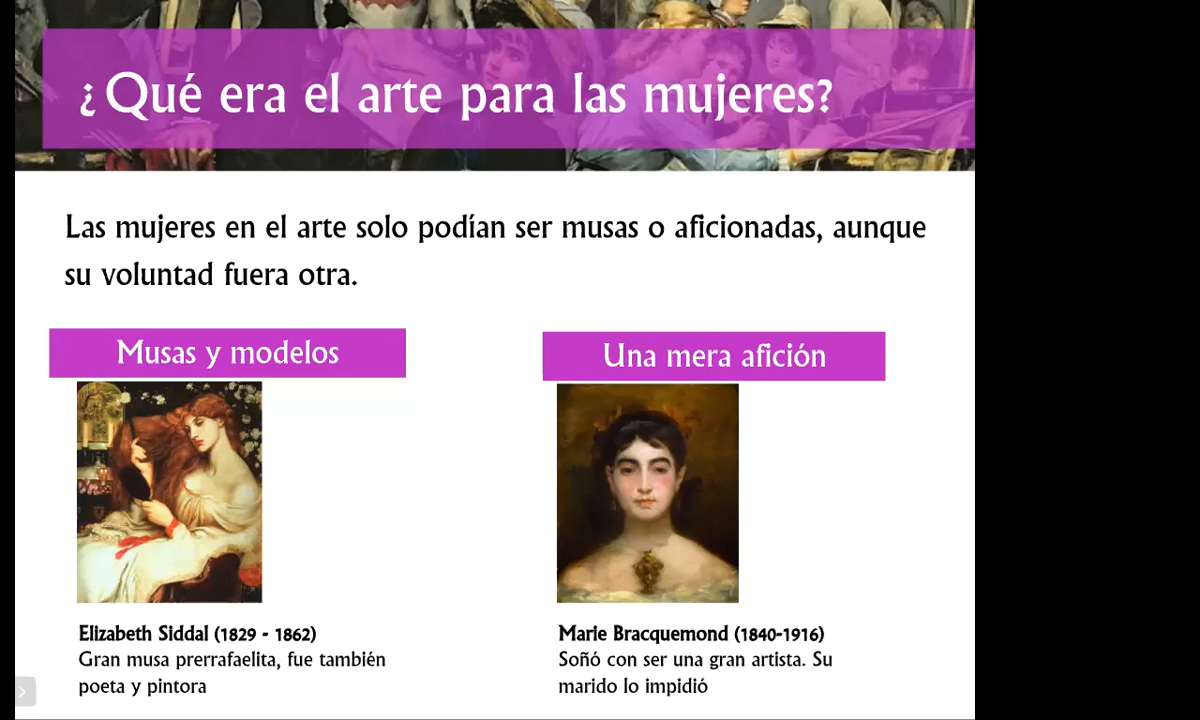 ¿Qué era el arte para las mujeres?
Las mujeres en el arte solo podían ser musas o aficionadas, aunque
su voluntad fuera otra.
Musas y modelos
Una mera afición
Elizabeth Siddal (1829 - 1862)
Gran musa prerrafaelita, fue también
poeta y pintora
Marie Bracquemond (1840-1916)
Soñó con ser una gran artista. Su
marido lo impidió